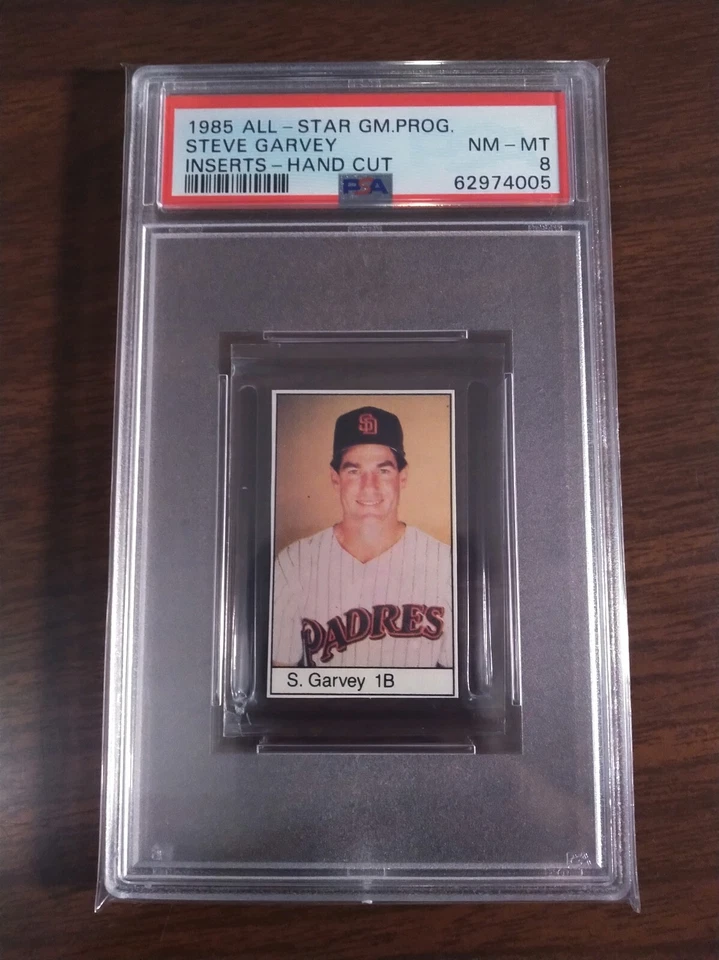 1985 ALL-STAR GM.PROG.
STEVE GARVEY NM-MT
INSERTS-HAND CUT 8
PSA 62974005
SD
PADRES
S. Garvey 1B